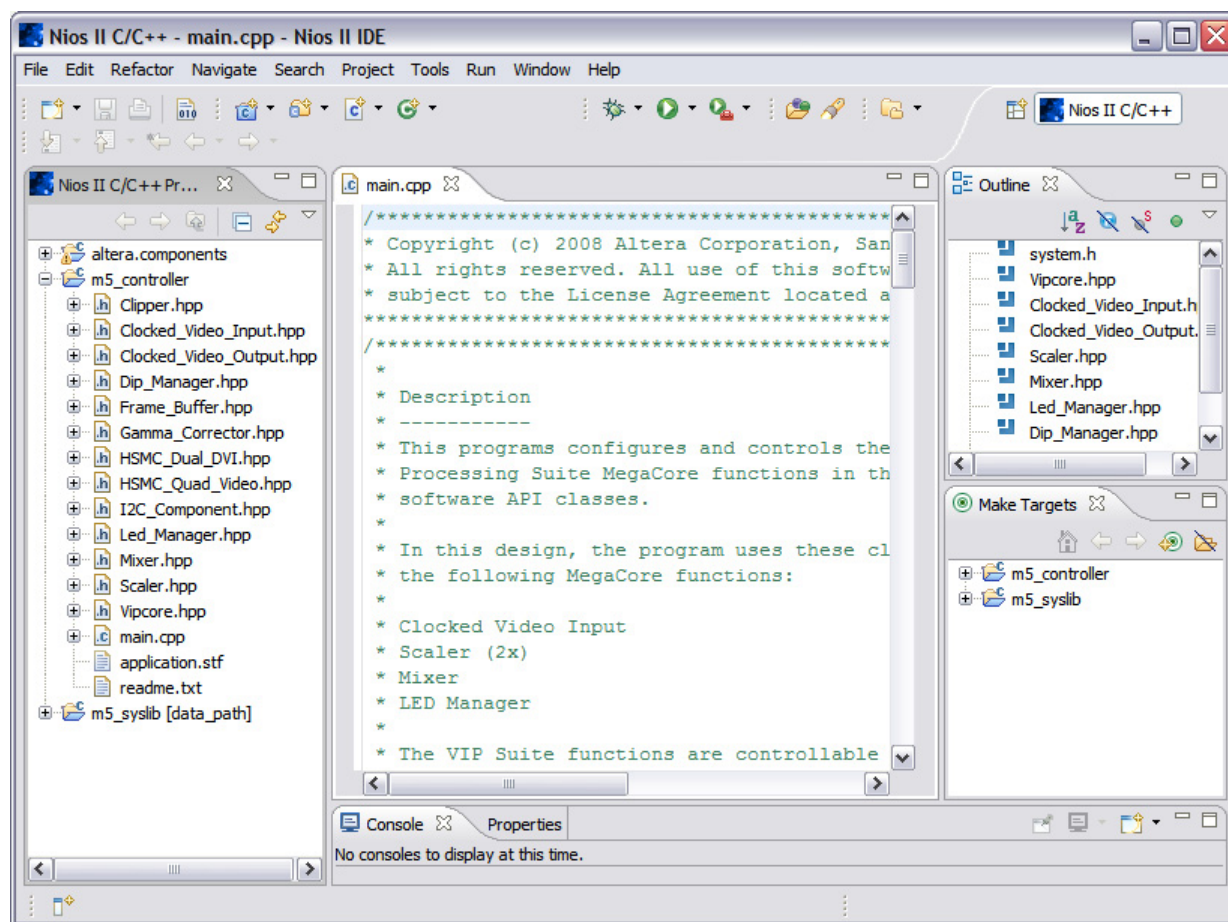 Nios II C/C++ - main.cpp - Nios II IDE
File Edit Refactor Navigate Search Project Tools Run Window Help
Nios II C/C++
Nios II C/C++ Pr...
altera.components
m5_controller
Clipper.hpp
Clocked_Video_Input.hpp
Clocked_Video_Output.hpp
Dip_Manager.hpp
Frame_Buffer.hpp
Gamma_Corrector.hpp
HSMC_Dual_DVI.hpp
HSMC_Quad_Video.hpp
I2C_Component.hpp
Led_Manager.hpp
Mixer.hpp
Scaler.hpp
Vipcore.hpp
main.cpp
application.stf
readme.txt
m5_syslib [data_path]
main.cpp
/*******************************************
* Copyright (c) 2008 Altera Corporation, San
* All rights reserved. All use of this softw
* subject to the License Agreement located a
********************************************
/*******************************************
*
* Description
* -----------
* This programs configures and controls the
* Processing Suite MegaCore functions in th
* software API classes.
*
* In this design, the program uses these cl
* the following MegaCore functions:
*
* Clocked Video Input
* Scaler (2x)
* Mixer
* LED Manager
*
* The VIP Suite functions are controllable
Outline
system.h
Vipcore.hpp
Clocked_Video_Input.h
Clocked_Video_Output.
Scaler.hpp
Mixer.hpp
Led_Manager.hpp
Dip_Manager.hpp
Make Targets
m5_controller
m5_syslib
Console Properties
No consoles to display at this time.